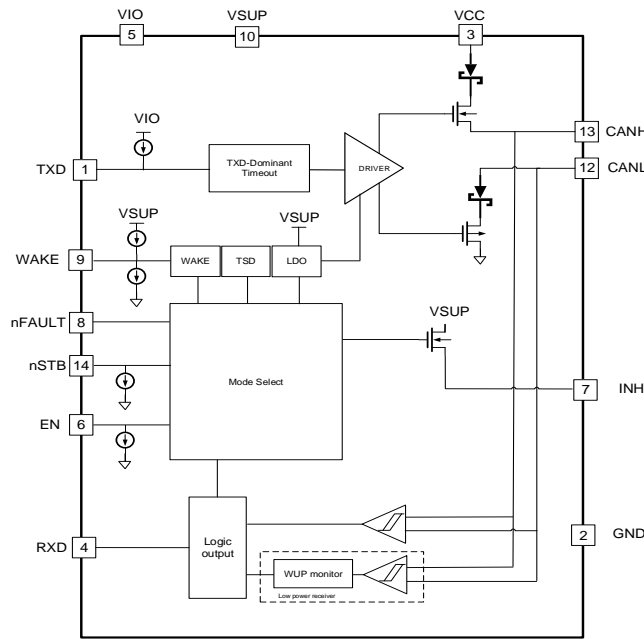 VIO
5
VSUP
10
VCC
3
VIO
TXD
1
TXD-Dominant
Timeout
DRIVER
13
CANH
12
CANL
VSUP
VSUP
WAKE
9
WAKE
TSD
LDO
nFAULT
8
nSTB
14
EN
6
Mode Select
VSUP
7
INH
RXD
4
Logic
output
WUP monitor
Low power receiver
2
GND